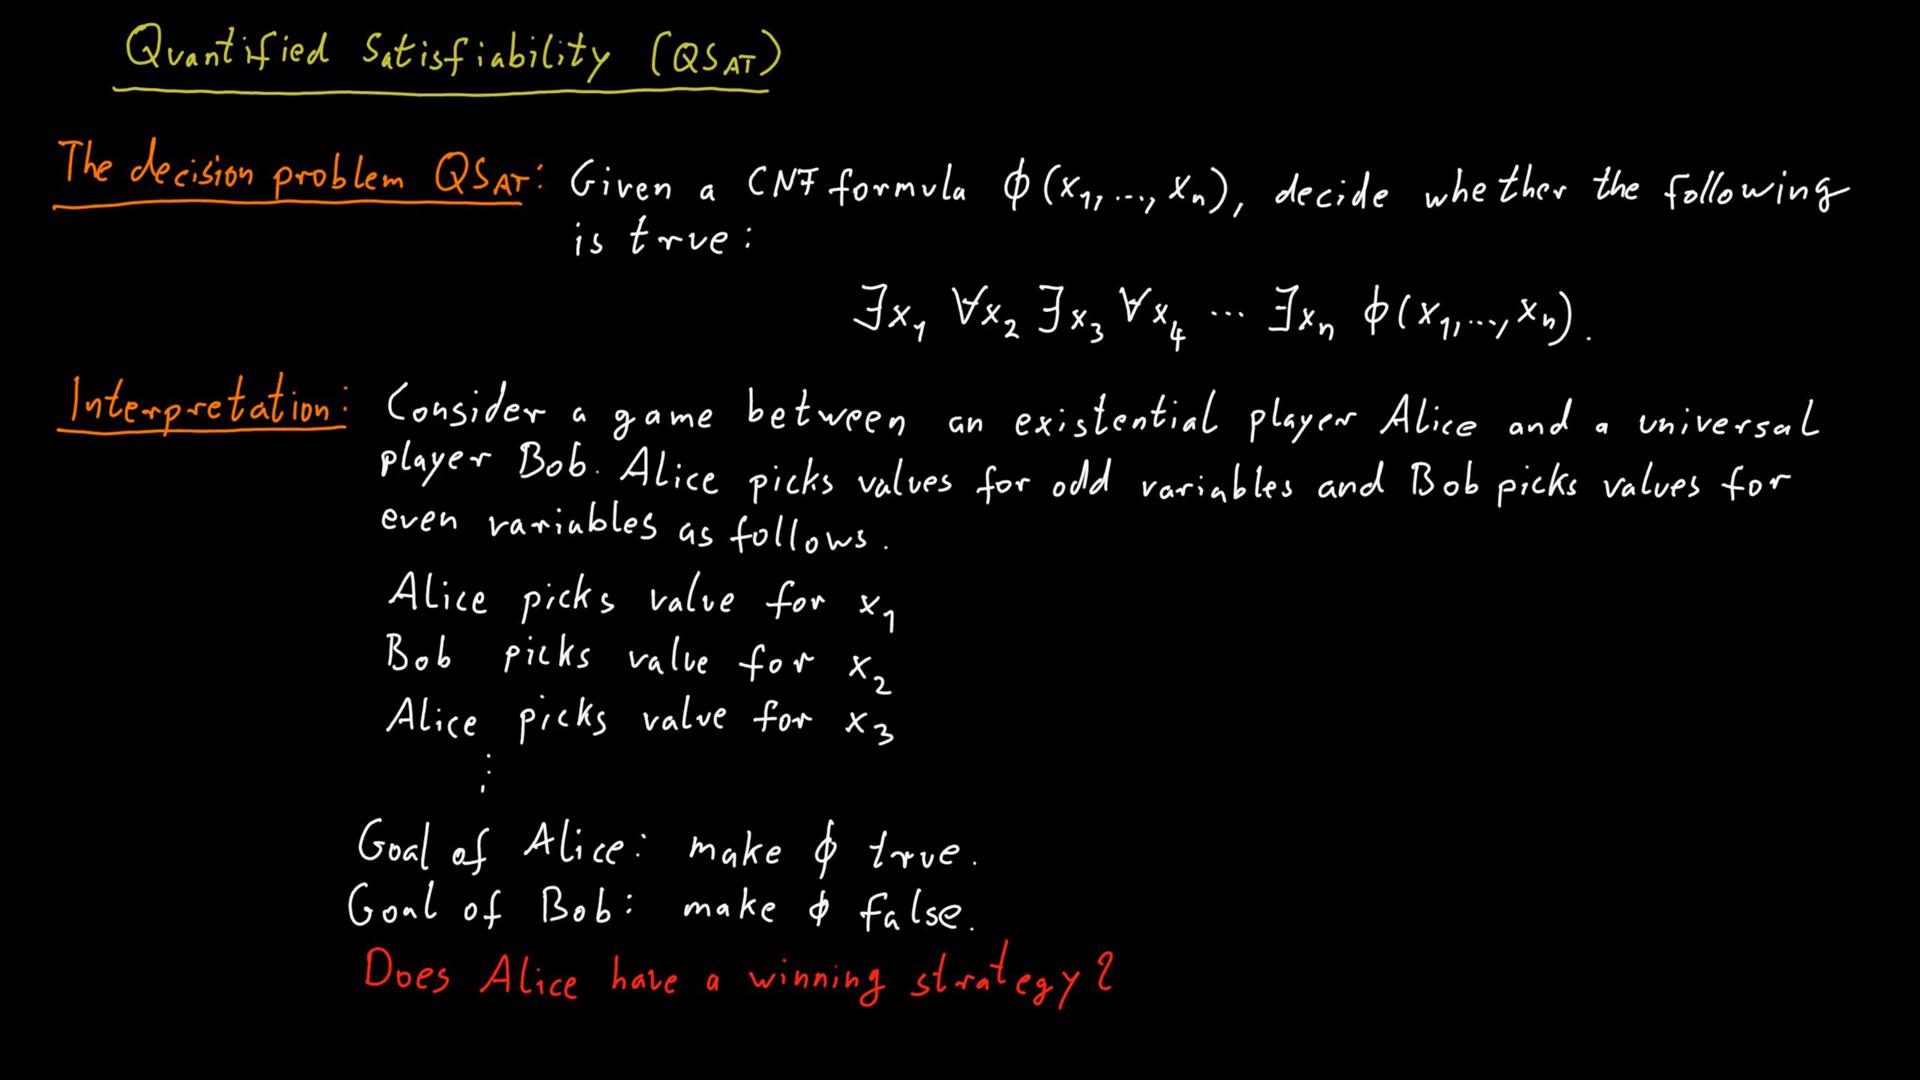 Quantified Satisfiability (QSAT)
The decision problem QSAT: Given a CNF formula ϕ(x₁,...,xₙ), decide whether the following
is true:
∃x₁ ∀x₂ ∃x₃ ∀x₄ ... ∃xₙ ϕ(x₁,...,xₙ).
Interpretation: Consider a game between an existential player Alice and a universal
player Bob. Alice picks values for odd variables and Bob picks values for
even variables as follows.
Alice picks value for x₁
Bob picks value for x₂
Alice picks value for x₃
⋮
Goal of Alice: make ϕ true.
Goal of Bob: make ϕ false.
Does Alice have a winning strategy?